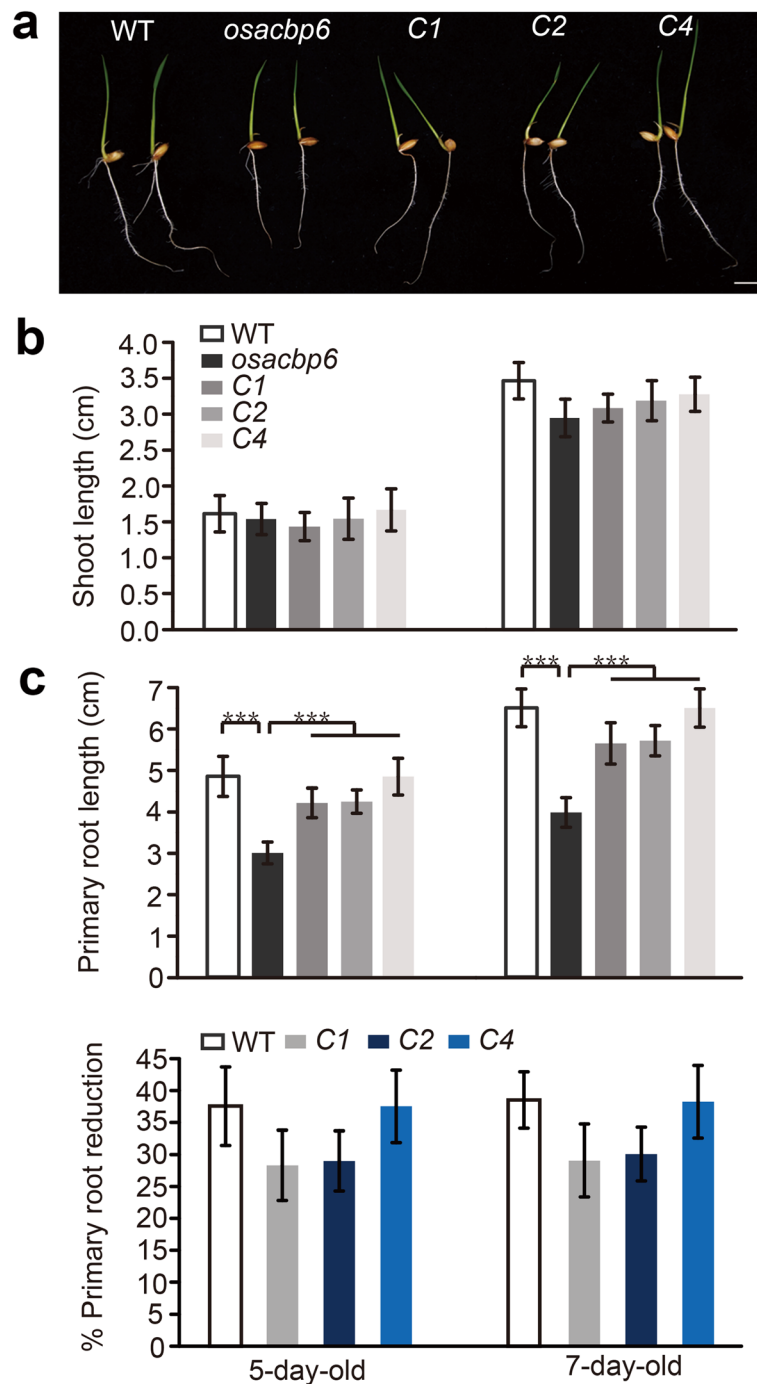 a
WT osacbp6 C1 C2 C4
b
WT
osacbp6
C1
C2
C4
Shoot length (cm)
4.0
3.5
3.0
2.5
2.0
1.5
1.0
0.5
0.0
c
Primary root length (cm)
7
6
5
4
3
2
1
0
*** ***
*** ***
WT C1 C2 C4
% Primary root reduction
45
40
35
30
25
20
15
10
5
0
5-day-old 7-day-old